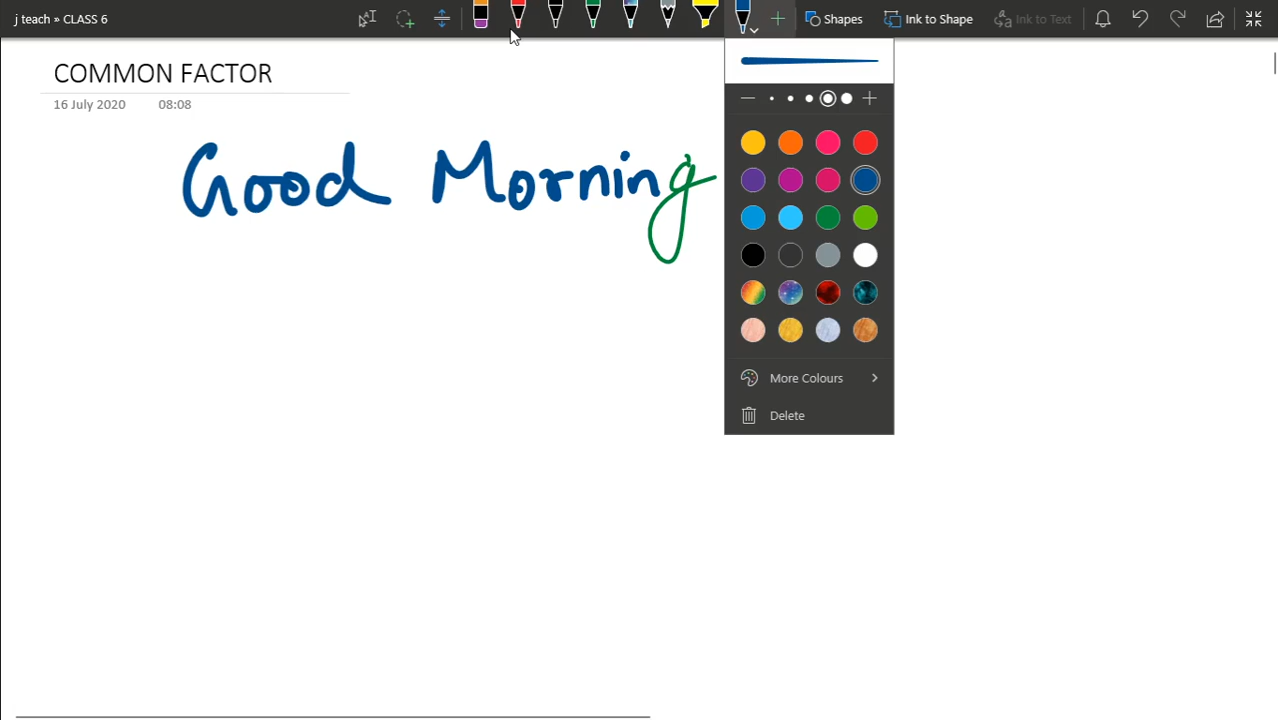 j teach » CLASS 6
Shapes
Ink to Shape
Ink to Text
COMMON FACTOR
16 July 2020 08:08
Good Morning
More Colours
Delete